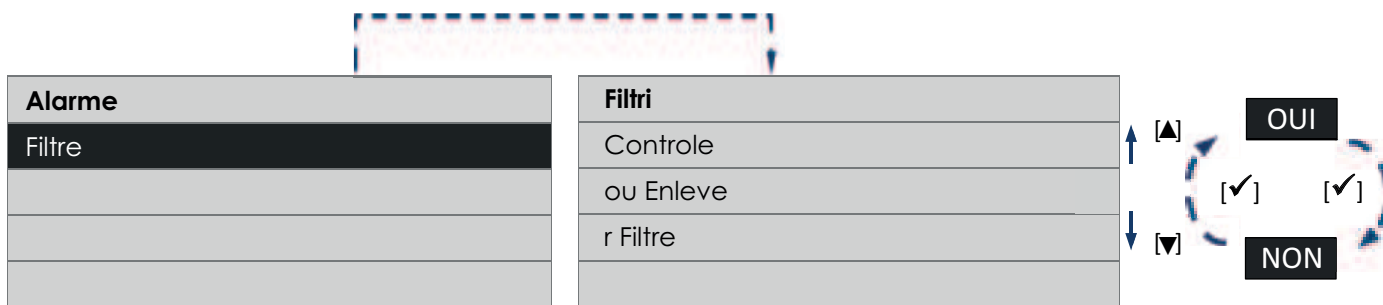 Alarme
Filtre
Filtri
Controle
ou Enleve
r Filtre
[▲]
[▼]
OUI
[✓] [✓]
NON